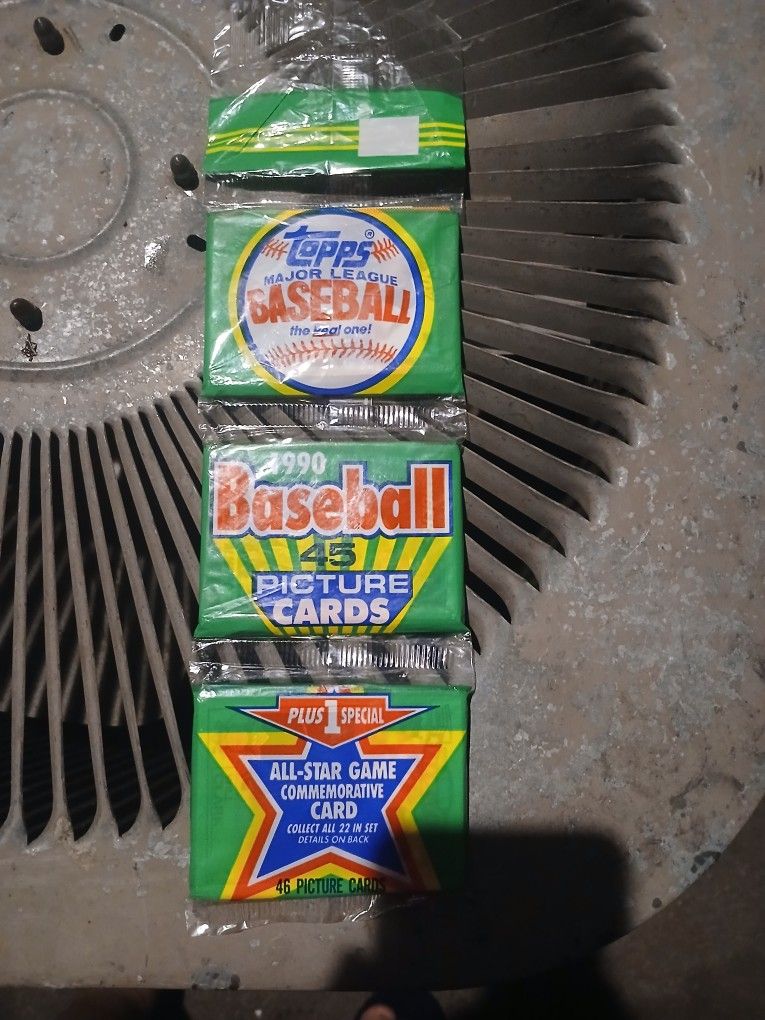 Topps®
MAJOR LEAGUE
BASEBALL
the real one!
1990
Baseball
45
PICTURE
CARDS
PLUS 1 SPECIAL
ALL-STAR GAME
COMMEMORATIVE
CARD
COLLECT ALL 22 IN SET
DETAILS ON BACK
46 PICTURE CARDS